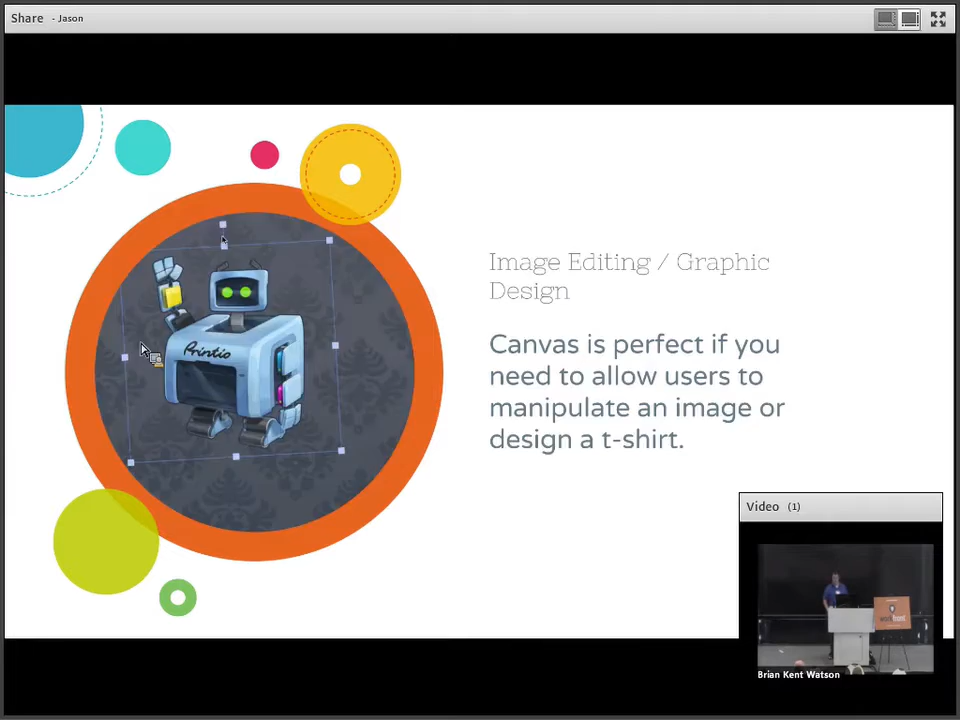 Share - Jason
Image Editing / Graphic
Design
Canvas is perfect if you
need to allow users to
manipulate an image or
design a t-shirt.
Printio
Video (1)
Brian Kent Watson